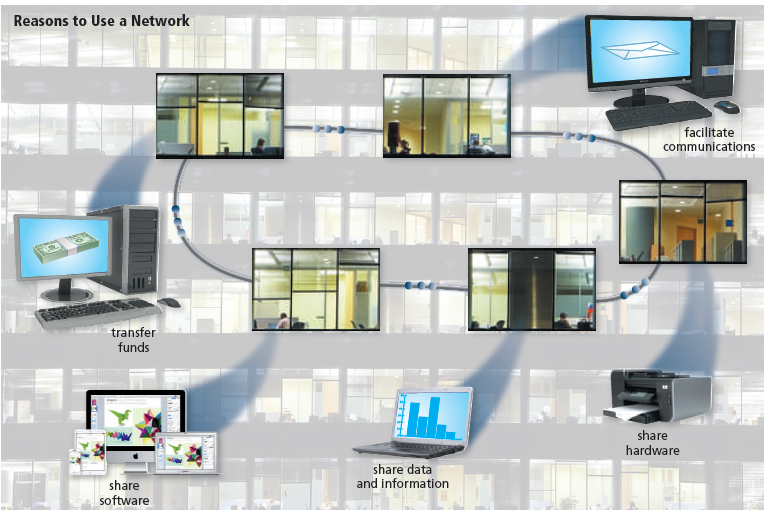 Reasons to Use a Network
facilitate
communications
transfer
funds
share
hardware
share data
and information
share
software